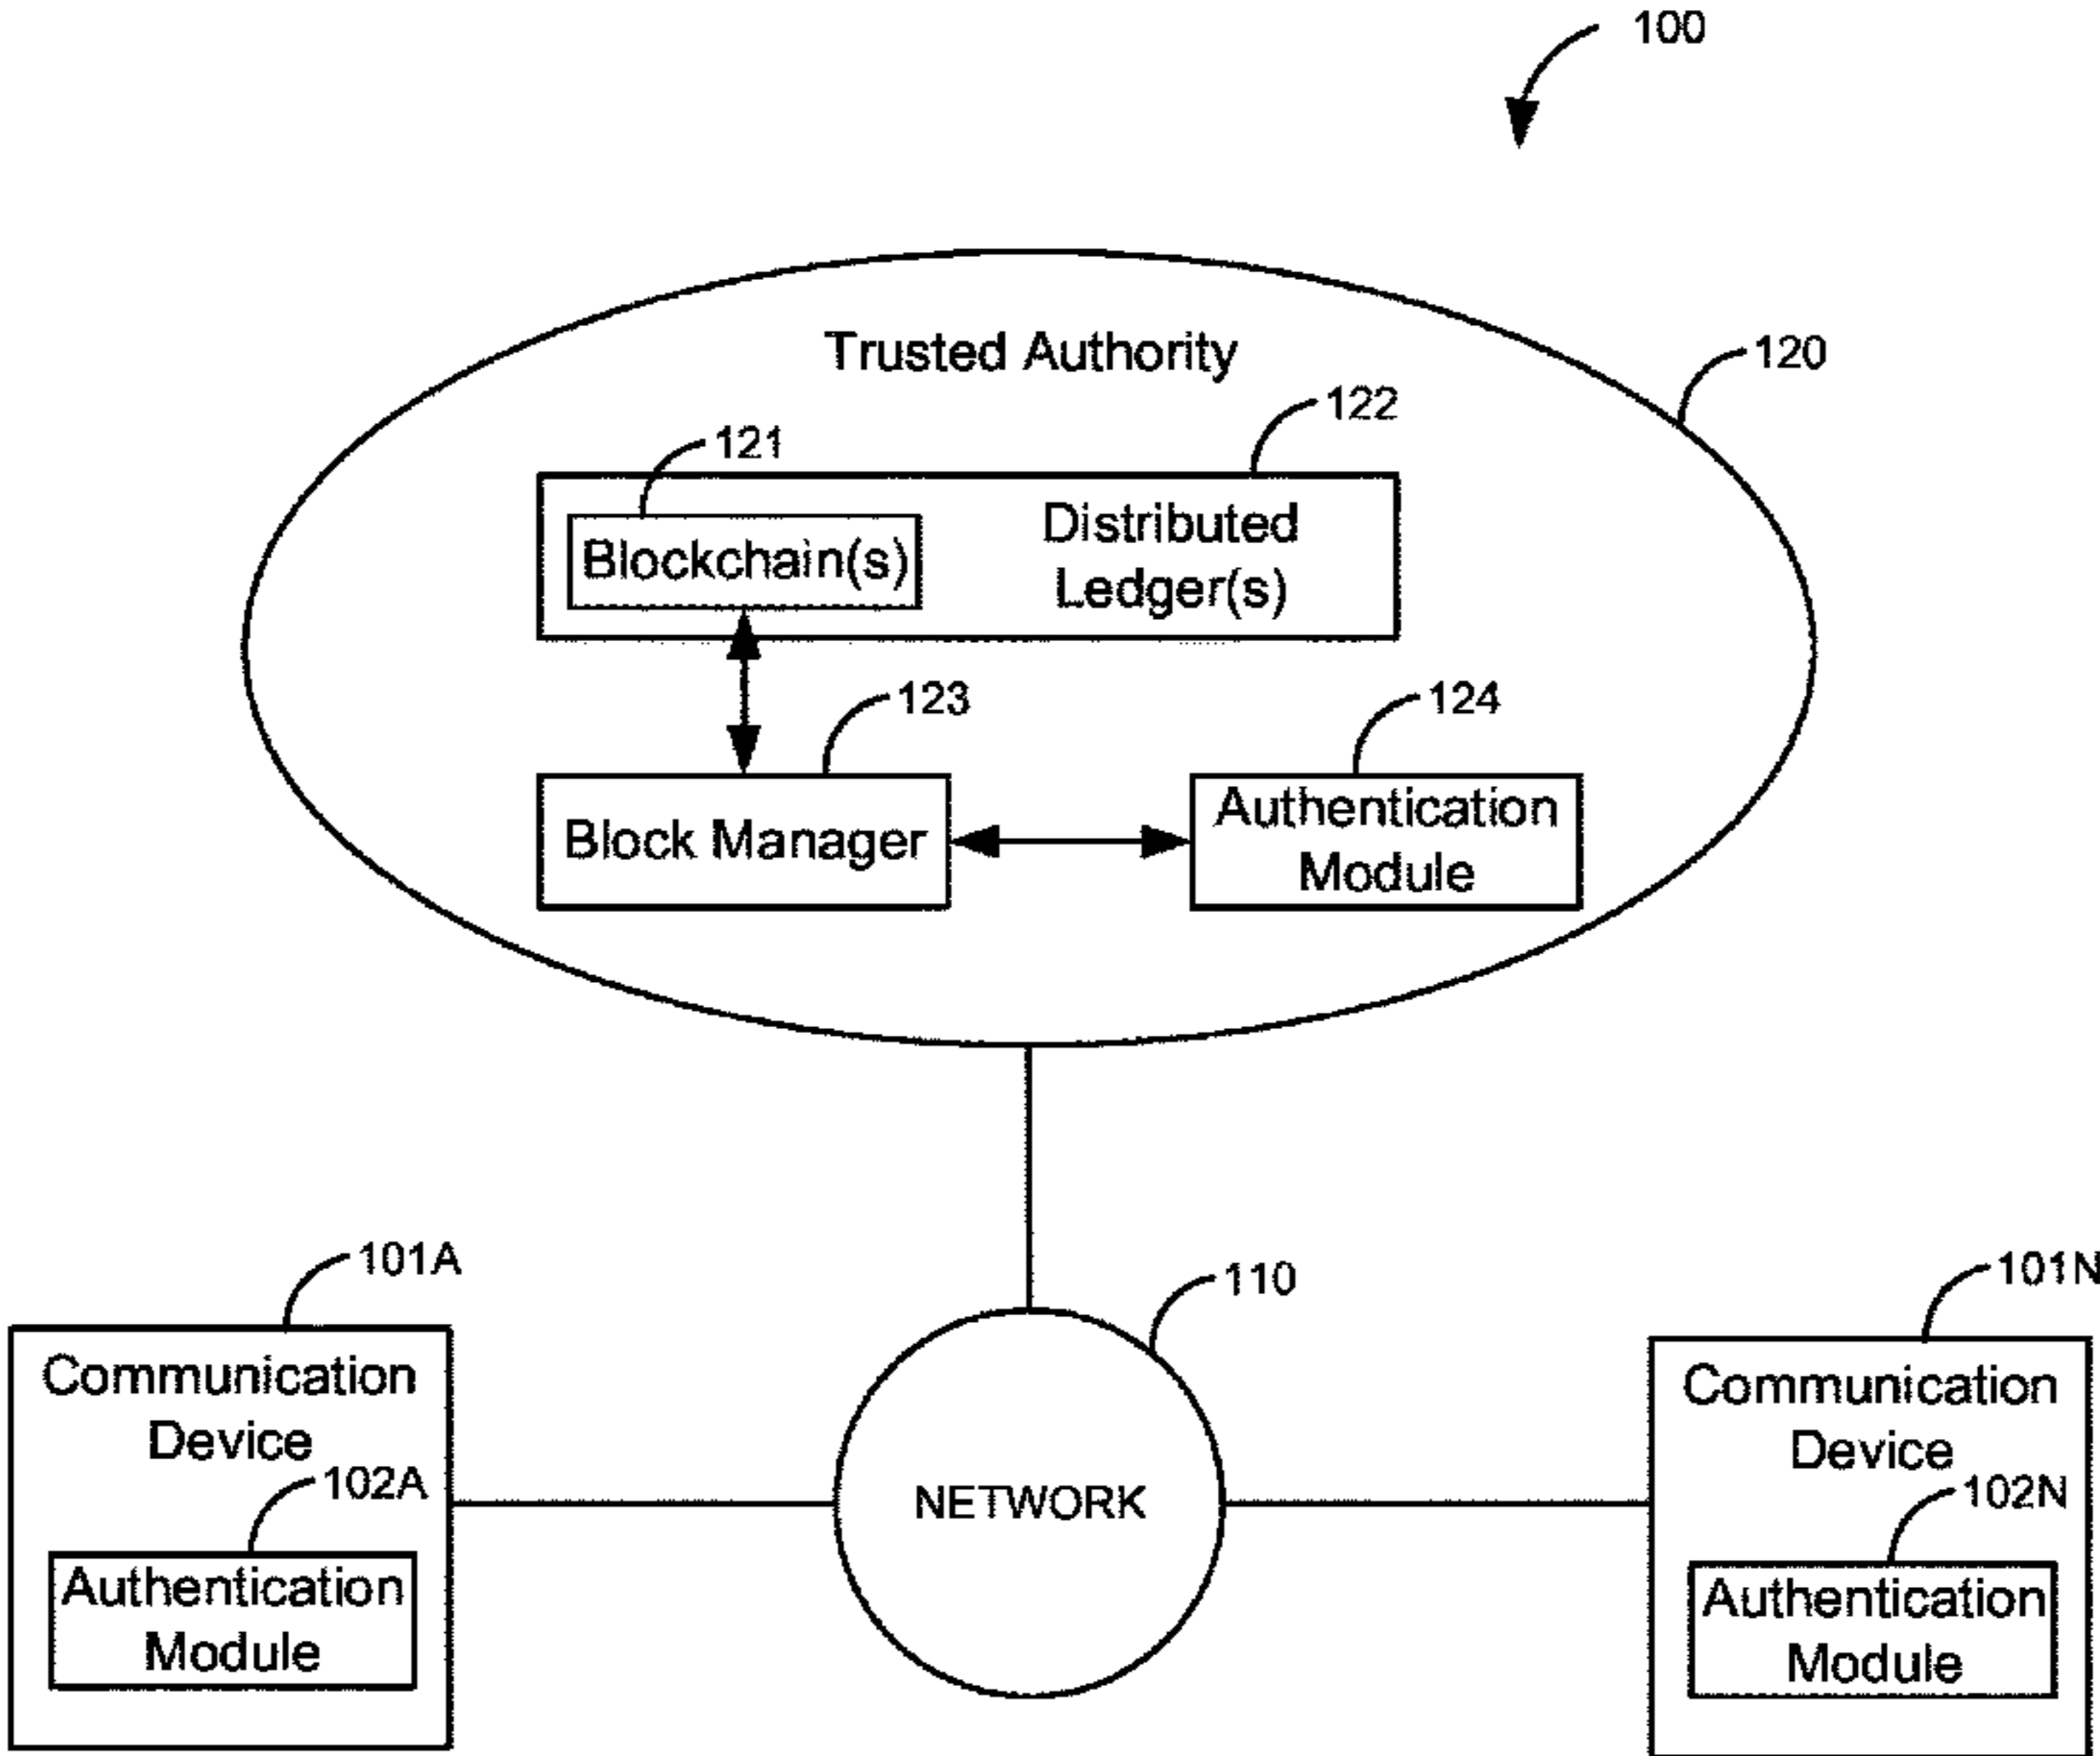 100
Trusted Authority
120
122
121
Distributed
Ledger(s)
Blockchain(s)
123
124
Block Manager
Authentication
Module
101A
110
101N
Communication
Device
102A
Authentication
Module
NETWORK
Communication
Device
102N
Authentication
Module